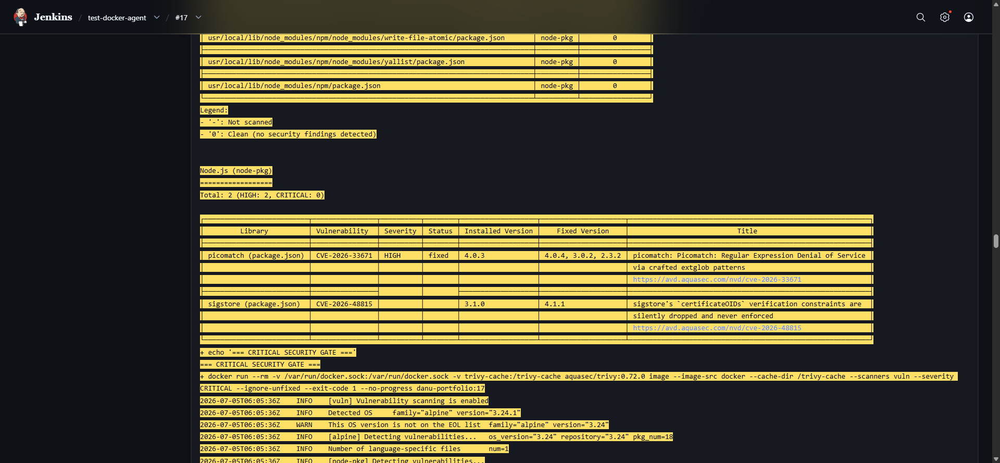 Jenkins / test-docker-agent / #17
usr/local/lib/node_modules/npm/node_modules/write-file-atomic/package.json │ node-pkg │ 0
usr/local/lib/node_modules/npm/node_modules/yallist/package.json │ node-pkg │ 0
usr/local/lib/node_modules/npm/package.json │ node-pkg │ 0
Legend:
- '-': Not scanned
- '0': Clean (no security findings detected)
Node.js (node-pkg)
==================
Total: 2 (HIGH: 2, CRITICAL: 0)
Library │ Vulnerability │ Severity │ Status │ Installed Version │ Fixed Version │ Title
picomatch (package.json) │ CVE-2026-33671 │ HIGH │ fixed │ 4.0.3 │ 4.0.4, 3.0.2, 2.3.2 │ picomatch: Picomatch: Regular Expression Denial of Service
via crafted extglob patterns
https://avd.aquasec.com/nvd/cve-2026-33671
sigstore (package.json) │ CVE-2026-48815 │ 3.1.0 │ 4.1.1 │ sigstore's `certificateOIDs` verification constraints are
silently dropped and never enforced
https://avd.aquasec.com/nvd/cve-2026-48815
+ echo '=== CRITICAL SECURITY GATE ==='
=== CRITICAL SECURITY GATE ===
+ docker run --rm -v /var/run/docker.sock:/var/run/docker.sock -v trivy-cache:/trivy-cache aquasec/trivy:0.72.0 image --image-src docker --cache-dir /trivy-cache --scanners vuln --severity
CRITICAL --ignore-unfixed --exit-code 1 --no-progress danu-portfolio:17
2026-07-05T06:05:36Z INFO [vuln] Vulnerability scanning is enabled
2026-07-05T06:05:36Z INFO Detected OS family="alpine" version="3.24.1"
2026-07-05T06:05:36Z WARN This OS version is not on the EOL list family="alpine" version="3.24"
2026-07-05T06:05:36Z INFO [alpine] Detecting vulnerabilities... os_version="3.24" repository="3.24" pkg_num=18
2026-07-05T06:05:36Z INFO Number of language-specific files num=1
2026-07-05T06:05:36Z INFO [node-pkg] Detecting vulnerabilities...